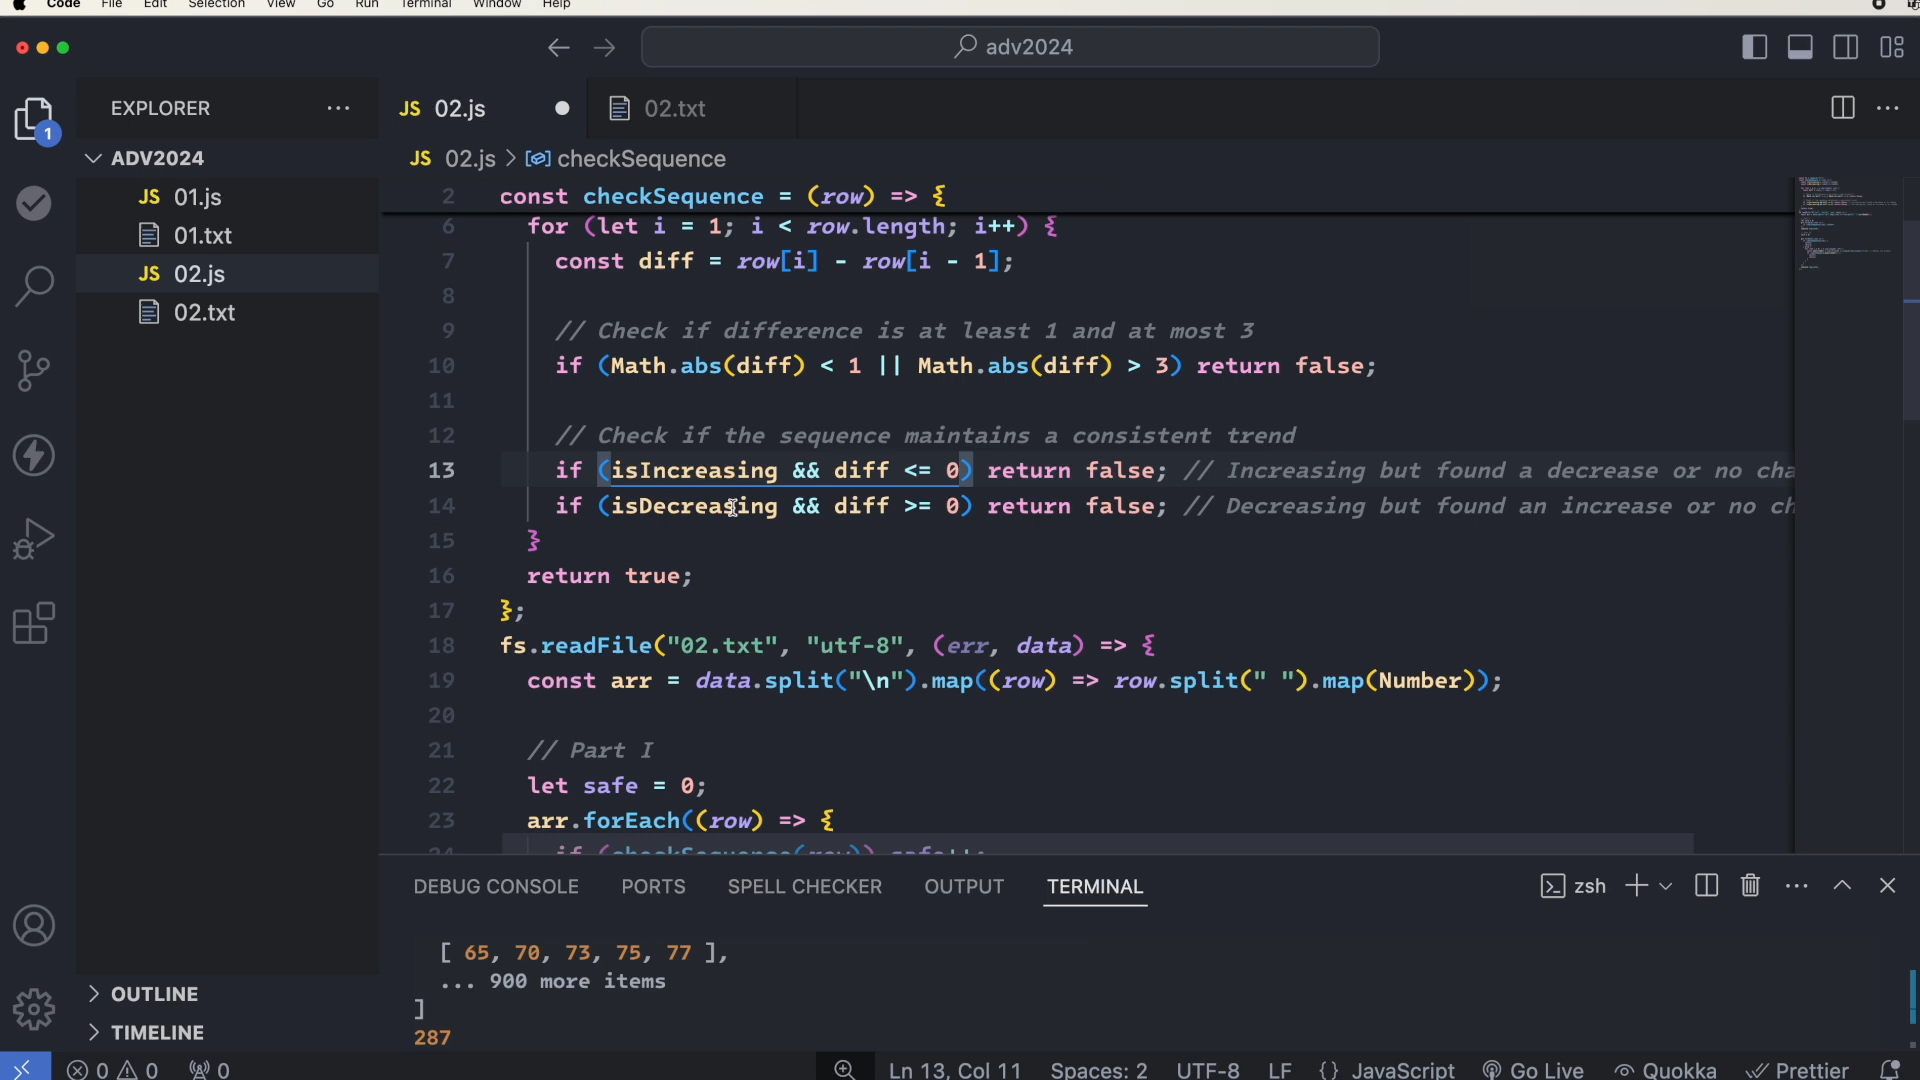 Code File Edit Selection View Go Run Terminal Window Help
adv2024
EXPLORER
1
ADV2024
JS 01.js
01.txt
JS 02.js
02.txt
JS 02.js
02.txt
JS 02.js > checkSequence
2 const checkSequence = (row) => {
6 for (let i = 1; i < row.length; i++) {
7 const diff = row[i] - row[i - 1];
8
9 // Check if difference is at least 1 and at most 3
10 if (Math.abs(diff) < 1 || Math.abs(diff) > 3) return false;
11
12 // Check if the sequence maintains a consistent trend
13 if (isIncreasing && diff <= 0) return false; // Increasing but found a decrease or no cha
14 if (isDecreasing && diff >= 0) return false; // Decreasing but found an increase or no ch
15 }
16 return true;
17 };
18 fs.readFile("02.txt", "utf-8", (err, data) => {
19 const arr = data.split("\n").map((row) => row.split(" ").map(Number));
20
21 // Part I
22 let safe = 0;
23 arr.forEach((row) => {
24 if (checkSequence(row)) safe++;
DEBUG CONSOLE PORTS SPELL CHECKER OUTPUT TERMINAL
zsh
[ 65, 70, 73, 75, 77 ],
... 900 more items
]
287
OUTLINE
TIMELINE
0 0 0 Ln 13, Col 11 Spaces: 2 UTF-8 LF {} JavaScript Go Live Quokka Prettier